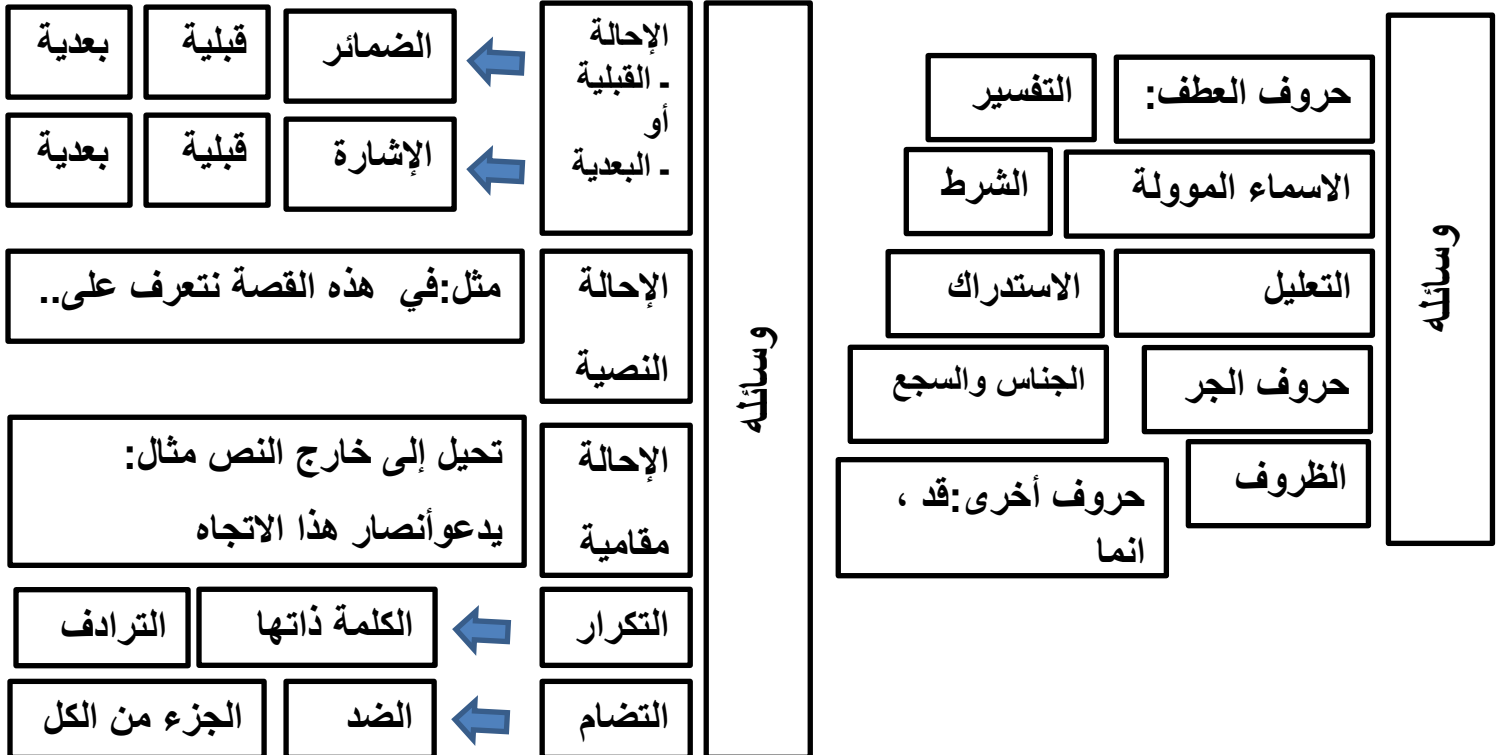 وسائله
حروف العطف:
التفسير
الاسماء الموولة
الشرط
التعليل
الاستدراك
حروف الجر
الجناس والسجع
الظروف
حروف أخرى:قد ،
انما
وسائله
الإحالة
ـ القبلية
أو
ـ البعدية
الضمائر
قبلية
بعدية
الإشارة
قبلية
بعدية
الإحالة
النصية
مثل:في هذه القصة نتعرف على..
الإحالة
مقامية
تحيل إلى خارج النص مثال:
يدعوأنصار هذا الاتجاه
التكرار
الكلمة ذاتها
الترادف
التضام
الضد
الجزء من الكل